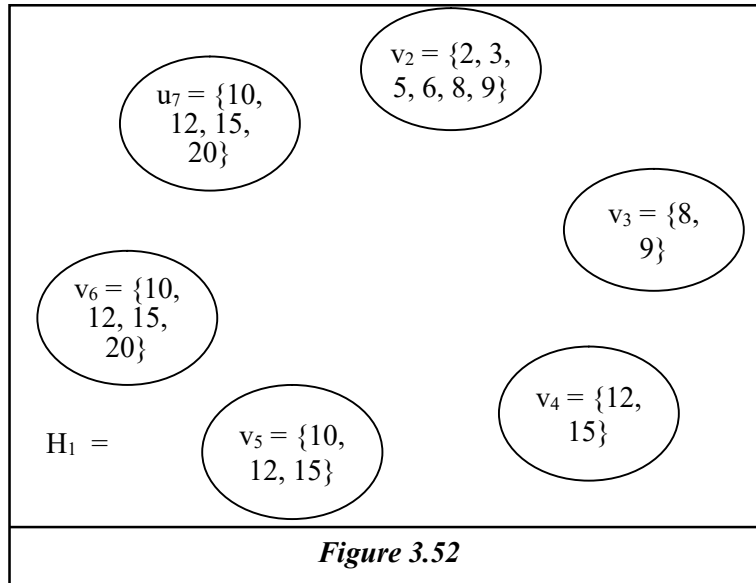 v₂ = {2, 3,
5, 6, 8, 9}
u₇ = {10,
12, 15,
20}
v₃ = {8,
9}
v₆ = {10,
12, 15,
20}
v₄ = {12,
15}
H₁ =
v₅ = {10,
12, 15}
Figure 3.52